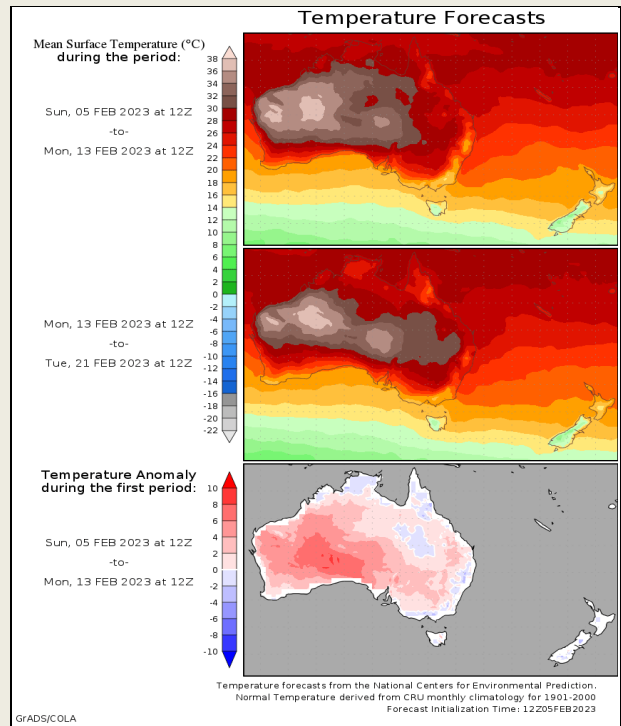 Temperature Forecasts
Mean Surface Temperature (°C)
during the period:
Sun, 05 FEB 2023 at 12Z
-to-
Mon, 13 FEB 2023 at 12Z
38
36
34
32
30
28
26
24
22
20
18
16
14
12
10
8
6
4
2
0
-2
-4
-6
-8
-10
-12
-14
-16
-18
-20
-22
Mon, 13 FEB 2023 at 12Z
-to-
Tue, 21 FEB 2023 at 12Z
Temperature Anomaly
during the first period:
Sun, 05 FEB 2023 at 12Z
-to-
Mon, 13 FEB 2023 at 12Z
10
8
6
4
2
0
-2
-4
-6
-8
-10
Temperature forecasts from the National Centers for Environmental Prediction.
Normal Temperature derived from CRU monthly climatology for 1901-2000
Forecast Initialization Time: 12Z05FEB2023
GrADS/COLA